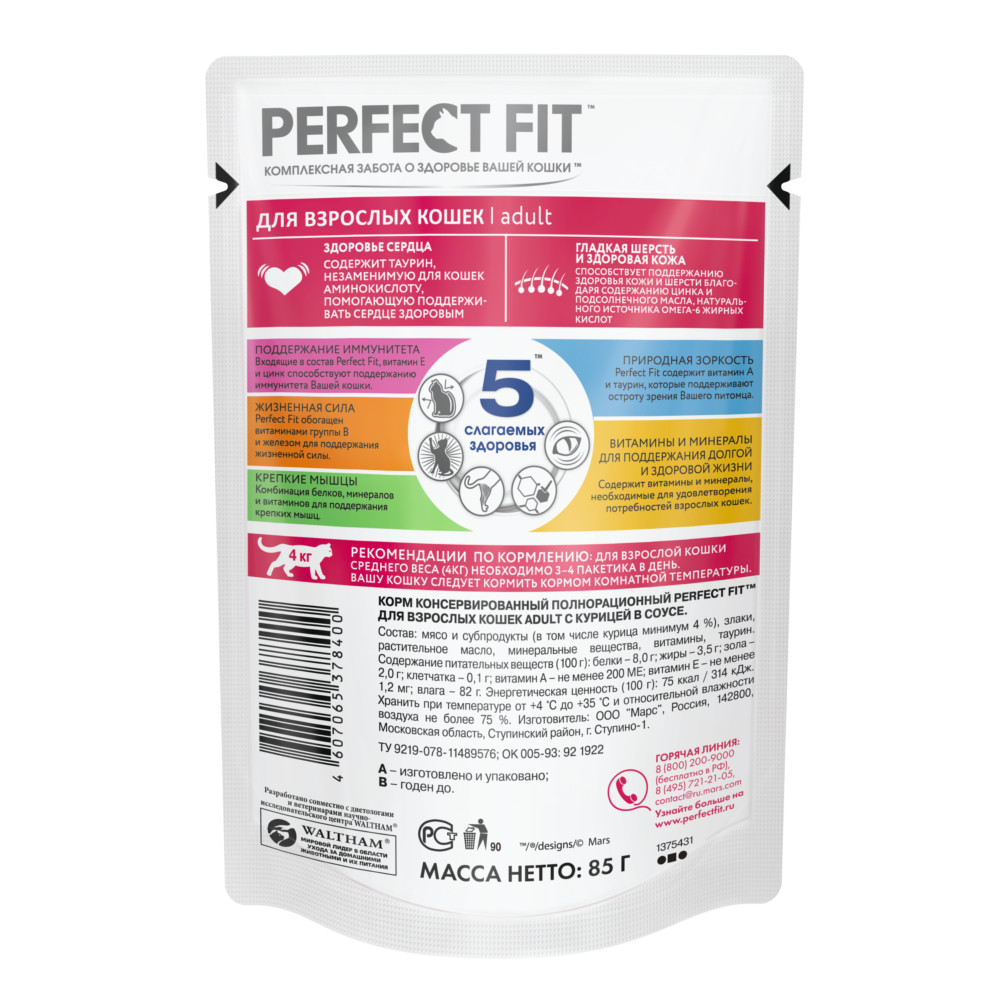 PERFECT FIT™
КОМПЛЕКСНАЯ ЗАБОТА О ЗДОРОВЬЕ ВАШЕЙ КОШКИ™
ДЛЯ ВЗРОСЛЫХ КОШЕК | adult
ЗДОРОВЬЕ СЕРДЦА
СОДЕРЖИТ ТАУРИН,
НЕЗАМЕНИМУЮ ДЛЯ КОШЕК
АМИНОКИСЛОТУ,
ПОМОГАЮЩУЮ ПОДДЕРЖИ-
ВАТЬ СЕРДЦЕ ЗДОРОВЫМ
ГЛАДКАЯ ШЕРСТЬ
И ЗДОРОВАЯ КОЖА
СПОСОБСТВУЕТ ПОДДЕРЖАНИЮ
ЗДОРОВЬЯ КОЖИ И ШЕРСТИ БЛАГО-
ДАРЯ СОДЕРЖАНИЮ ЦИНКА И
ПОДСОЛНЕЧНОГО МАСЛА, НАТУРАЛЬ-
НОГО ИСТОЧНИКА ОМЕГА-6 ЖИРНЫХ
КИСЛОТ
ПОДДЕРЖАНИЕ ИММУНИТЕТА
Входящие в состав Perfect Fit, витамин Е
и цинк способствуют поддержанию
иммунитета Вашей кошки.
ЖИЗНЕННАЯ СИЛА
Perfect Fit обогащен
витаминами группы В
и железом для поддержания
жизненной силы.
КРЕПКИЕ МЫШЦЫ
Комбинация белков, минералов
и витаминов для поддержания
крепких мышц.
5™
слагаемых
здоровья
ПРИРОДНАЯ ЗОРКОСТЬ
Perfect Fit содержит витамин А
и таурин, которые поддерживают
остроту зрения Вашего питомца.
ВИТАМИНЫ И МИНЕРАЛЫ
ДЛЯ ПОДДЕРЖАНИЯ ДОЛГОЙ
И ЗДОРОВОЙ ЖИЗНИ
Содержит витамины и минералы,
необходимые для удовлетворения
потребностей взрослых кошек.
4 кг
РЕКОМЕНДАЦИИ ПО КОРМЛЕНИЮ: ДЛЯ ВЗРОСЛОЙ КОШКИ
СРЕДНЕГО ВЕСА (4КГ) НЕОБХОДИМО 3–4 ПАКЕТИКА В ДЕНЬ.
ВАШУ КОШКУ СЛЕДУЕТ КОРМИТЬ КОРМОМ КОМНАТНОЙ ТЕМПЕРАТУРЫ.
КОРМ КОНСЕРВИРОВАННЫЙ ПОЛНОРАЦИОННЫЙ PERFECT FIT™
ДЛЯ ВЗРОСЛЫХ КОШЕК ADULT С КУРИЦЕЙ В СОУСЕ.
Состав: мясо и субпродукты (в том числе курица минимум 4 %), злаки,
растительное масло, минеральные вещества, витамины, таурин.
Содержание питательных веществ (100 г): белки – 8,0 г; жиры – 3,5 г; зола –
2,0 г; клетчатка – 0,1 г; витамин А – не менее 200 МЕ; витамин Е – не менее
1,2 мг; влага – 82 г. Энергетическая ценность (100 г): 75 ккал / 314 кДж.
Хранить при температуре от +4 °С до +35 °С и относительной влажности
воздуха не более 75 %. Изготовитель: ООО "Марс", Россия, 142800,
Московская область, Ступинский район, г. Ступино-1.
ТУ 9219-078-11489576; ОК 005-93: 92 1922
А – изготовлено и упаковано;
В – годен до.
4 607065 378400
ГОРЯЧАЯ ЛИНИЯ:
8 (800) 200-9000
(бесплатно в РФ),
8 (495) 721-21-05,
contact@ru.mars.com
Узнайте больше на
www.perfectfit.ru
Разработано совместно с диетологами
и ветеринарами научно-
исследовательского центра WALTHAM®
WALTHAM®
МИРОВОЙ ЛИДЕР В ОБЛАСТИ
УХОДА ЗА ДОМАШНИМИ
ЖИВОТНЫМИ И ИХ ПИТАНИЯ
РСТ
90
™/®/designs/© Mars
1375431
МАССА НЕТТО: 85 Г